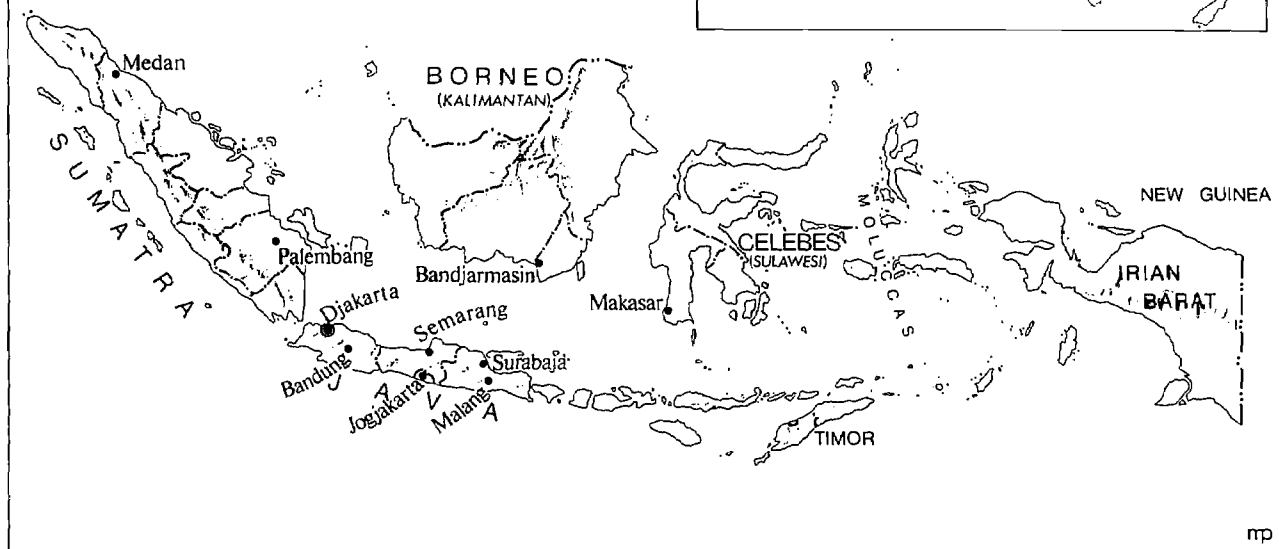 Medan
BORNEO
(KALIMANTAN)
SUMATRA
NEW GUINEA
MOLUCCAS
CELEBES
(SULAWESI)
Palembang
Bandjarmasin
IRIAN
BARAT
Makasar
Djakarta
Semarang
Surabaja
Bandung
JAVA
Jogjakarta
Malang
TIMOR
mp